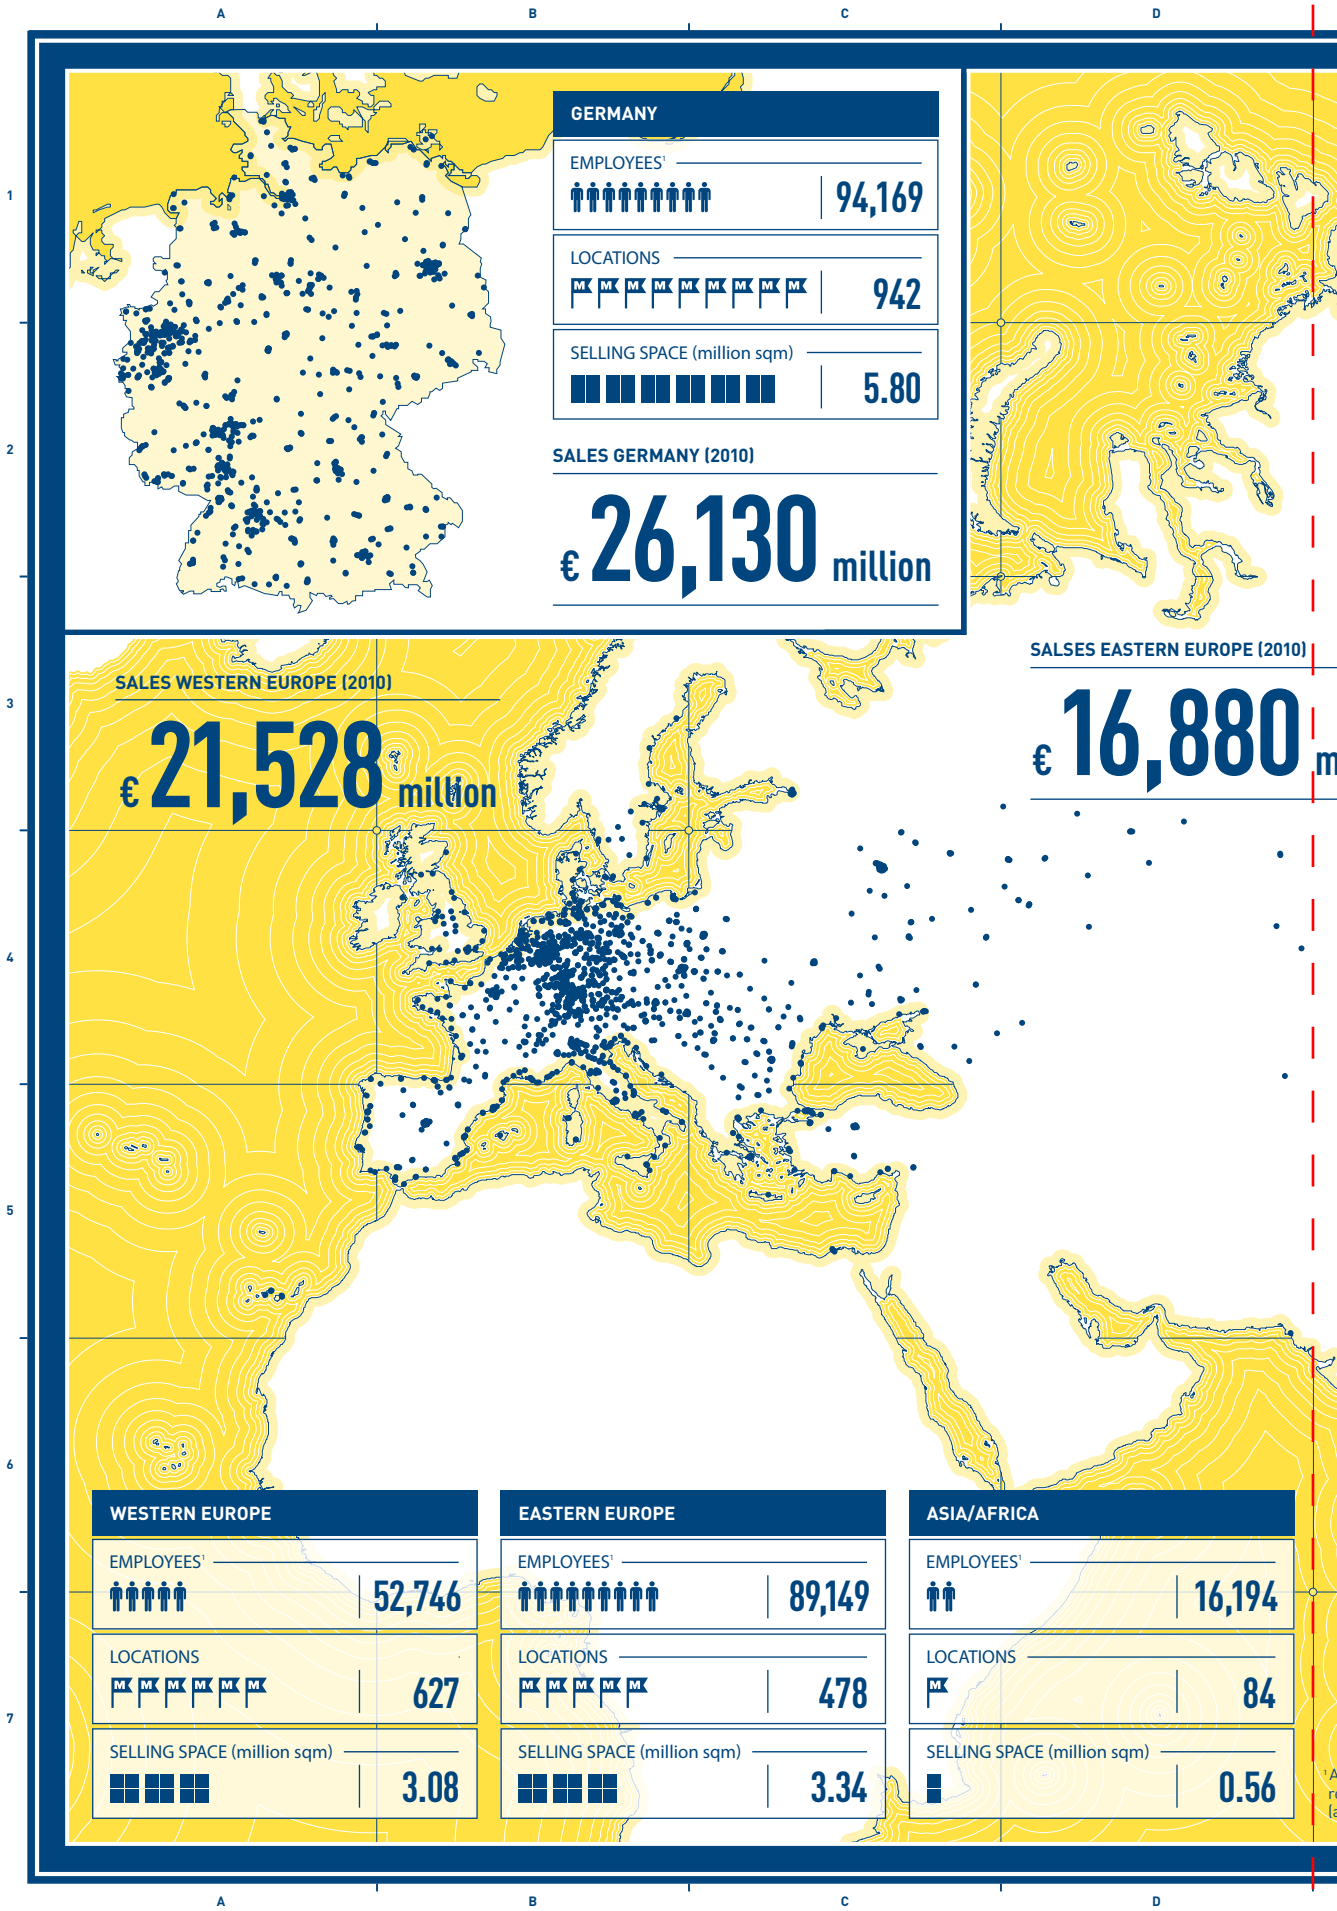 A B C D
GERMANY
EMPLOYEES¹
94,169
LOCATIONS
M M M M M M M M M
942
SELLING SPACE (million sqm)
5.80
SALES GERMANY (2010)
€ 26,130 million
SALES WESTERN EUROPE (2010)
€ 21,528 million
SALSES EASTERN EUROPE (2010)
€ 16,880 m
1
2
3
4
5
6
7
WESTERN EUROPE
EMPLOYEES¹
52,746
LOCATIONS
M M M M M M
627
SELLING SPACE (million sqm)
3.08
EASTERN EUROPE
EMPLOYEES¹
89,149
LOCATIONS
M M M M M
478
SELLING SPACE (million sqm)
3.34
ASIA/AFRICA
EMPLOYEES¹
16,194
LOCATIONS
M
84
SELLING SPACE (million sqm)
0.56
¹ A
A B C D